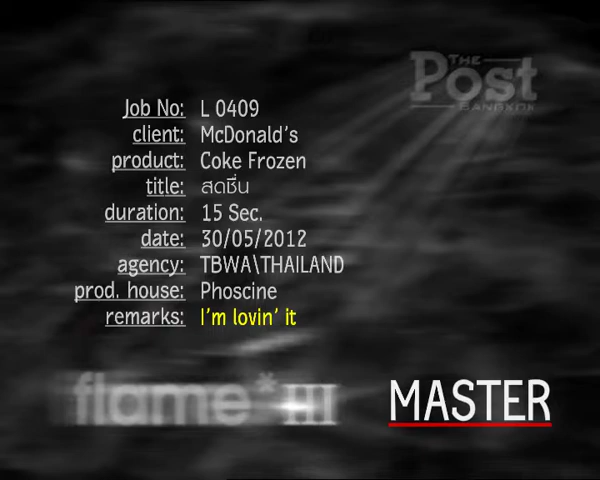 THE
Post
BANGKOK
Job No: L 0409
client: McDonald's
product: Coke Frozen
title: สดชื่น
duration: 15 Sec.
date: 30/05/2012
agency: TBWA\THAILAND
prod. house: Phoscine
remarks: I'm lovin' it
flame*HI
MASTER